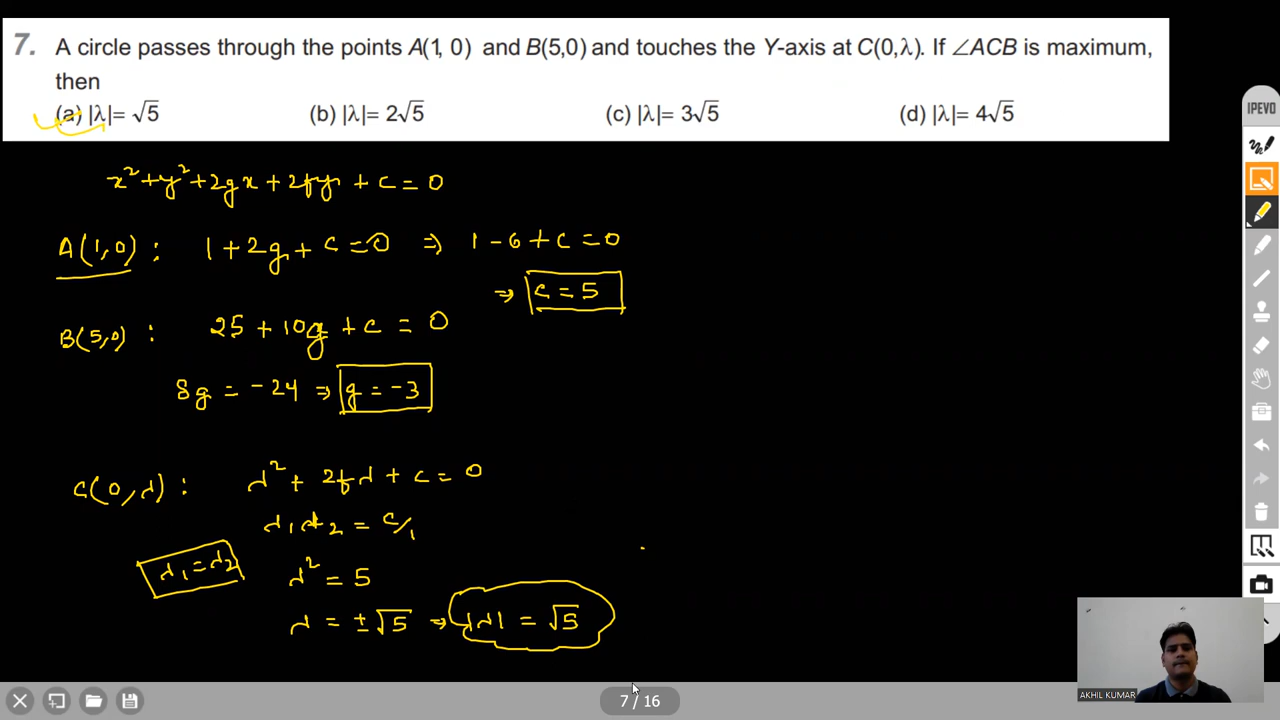 7. A circle passes through the points A(1, 0) and B(5,0) and touches the Y-axis at C(0,λ). If ∠ACB is maximum,
then
(a) |λ|= √5 (b) |λ|= 2√5 (c) |λ|= 3√5 (d) |λ|= 4√5
x² + y² + 2gx + 2fy + c = 0
A(1,0) : 1 + 2g + c = 0 ⇒ 1 - 6 + c = 0
⇒ c = 5
B(5,0) : 25 + 10g + c = 0
8g = -24 ⇒ g = -3
C(0,λ) : λ² + 2fλ + c = 0
λ₁λ₂ = c/1
λ₁ = λ₂ λ² = 5
λ = ±√5 ⇒ |λ| = √5
IPEVO
AKHIL KUMAR
7 / 16